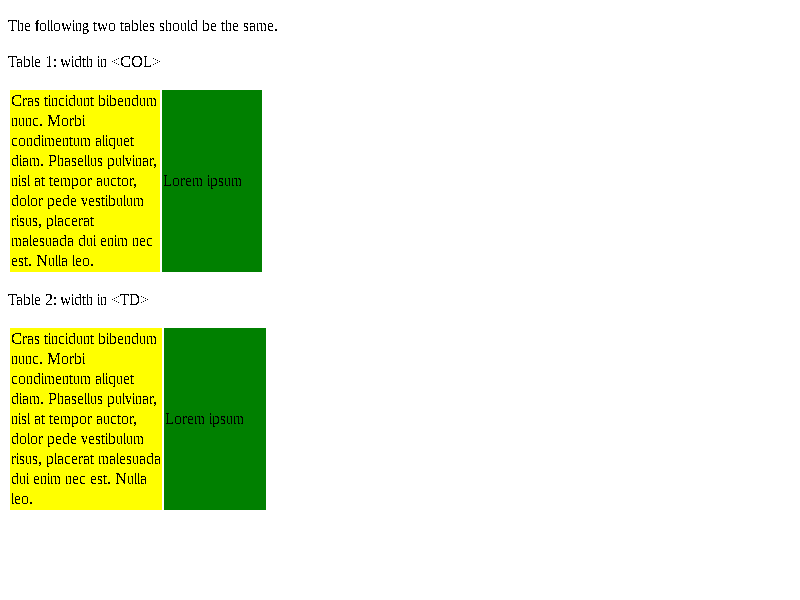 The following two tables should be the same.
Table 1: width in <COL>
Cras tincidunt bibendum
nunc. Morbi
condimentum aliquet
diam. Phasellus pulvinar,
nisl at tempor auctor,
dolor pede vestibulum
risus, placerat
malesuada dui enim nec
est. Nulla leo.
Lorem ipsum
Table 2: width in <TD>
Cras tincidunt bibendum
nunc. Morbi
condimentum aliquet
diam. Phasellus pulvinar,
nisl at tempor auctor,
dolor pede vestibulum
risus, placerat malesuada
dui enim nec est. Nulla
leo.
Lorem ipsum